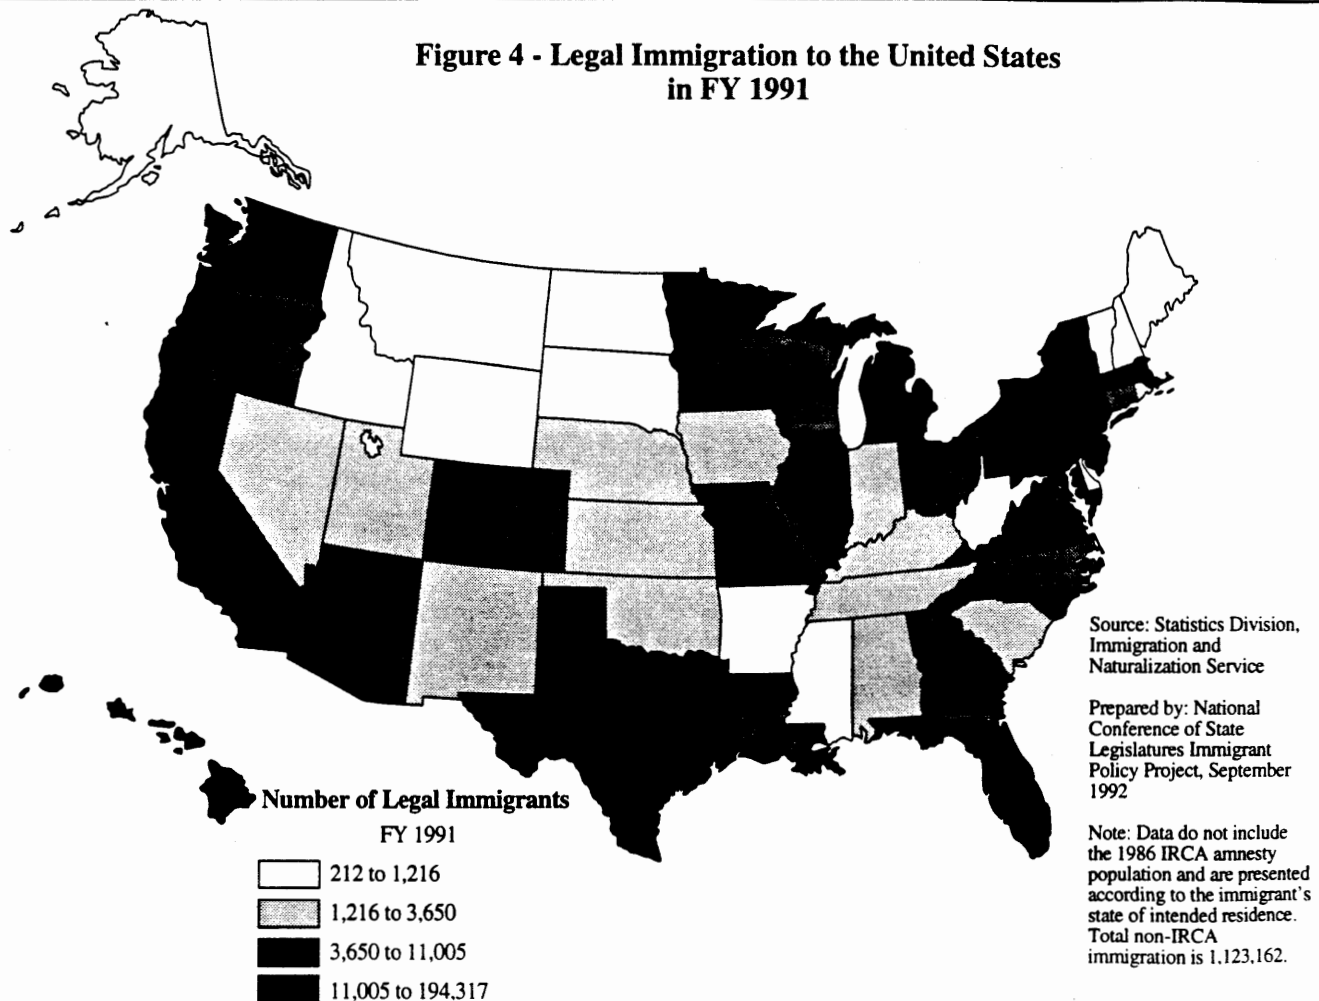 Figure 4 - Legal Immigration to the United States
in FY 1991
Source: Statistics Division,
Immigration and
Naturalization Service
Prepared by: National
Conference of State
Legislatures Immigrant
Policy Project, September
1992
Note: Data do not include
the 1986 IRCA amnesty
population and are presented
according to the immigrant's
state of intended residence.
Total non-IRCA
immigration is 1,123,162.
Number of Legal Immigrants
FY 1991
212 to 1,216
1,216 to 3,650
3,650 to 11,005
11,005 to 194,317